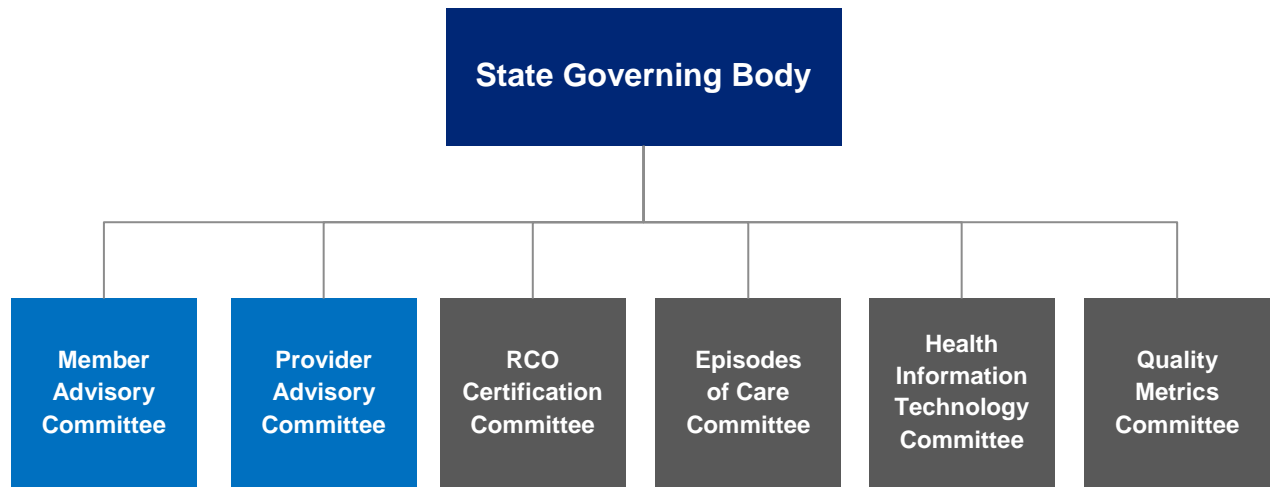 State Governing Body
Member
Advisory
Committee
Provider
Advisory
Committee
RCO
Certification
Committee
Episodes
of Care
Committee
Health
Information
Technology
Committee
Quality
Metrics
Committee